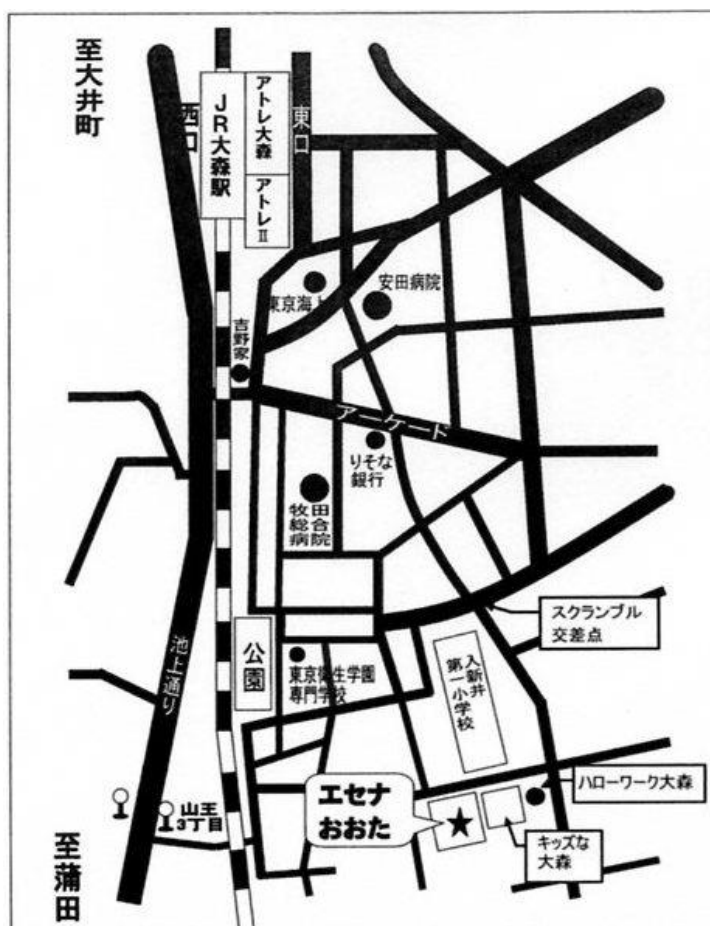 至大井町
西口
JR大森駅
アトレ大森
アトレⅡ
東口
安田病院
東京海上
吉野家
アーケード
りそな
銀行
牧田
総合
病院
スクランブル
交差点
公園
東京衛生学園
専門学校
入新井
第一小学校
池上通り
エセナ
おおた
ハローワーク大森
キッズな
大森
山王
3丁目
至蒲田